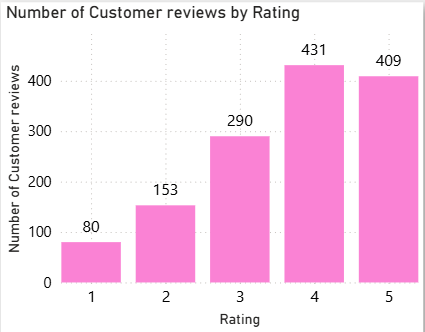 Number of Customer reviews by Rating
431
409
400
290
300
Number of Customer reviews
153
200
80
100
0
1 2 3 4 5
Rating